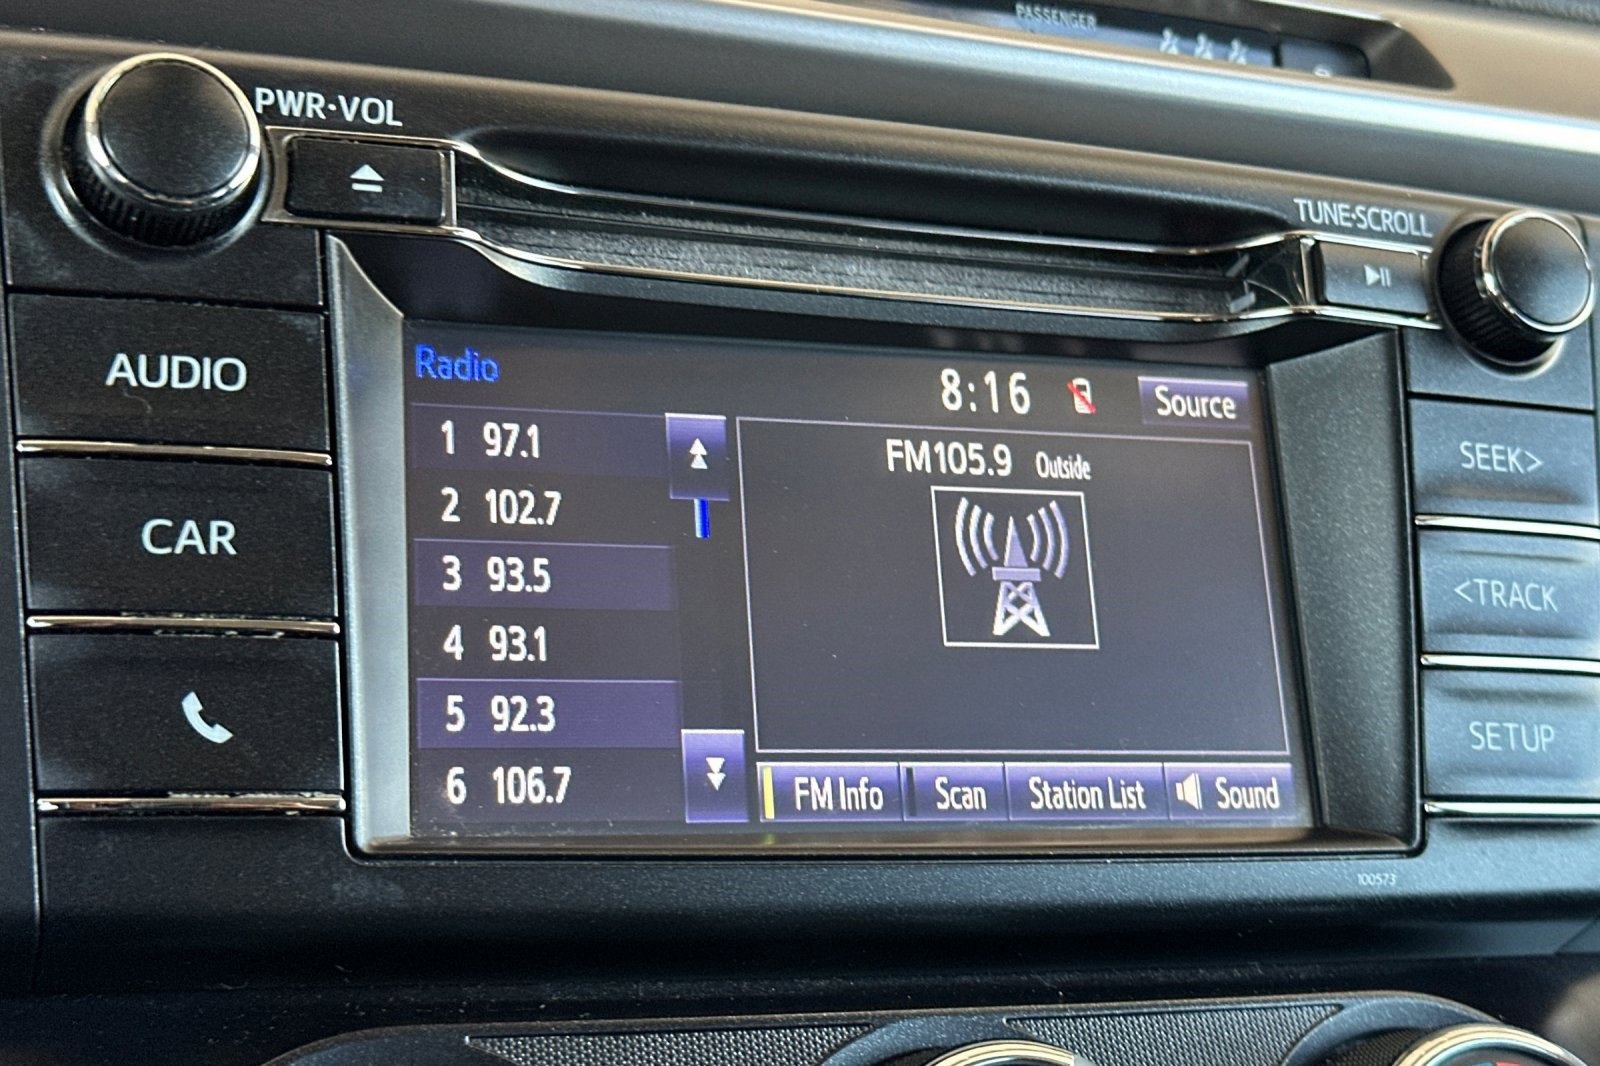 PASSENGER
PWR·VOL
TUNE·SCROLL
AUDIO
CAR
Radio
8:16
Source
1 97.1
2 102.7
3 93.5
4 93.1
5 92.3
6 106.7
FM105.9 Outside
FM Info
Scan
Station List
Sound
SEEK>
<TRACK
SETUP
100573